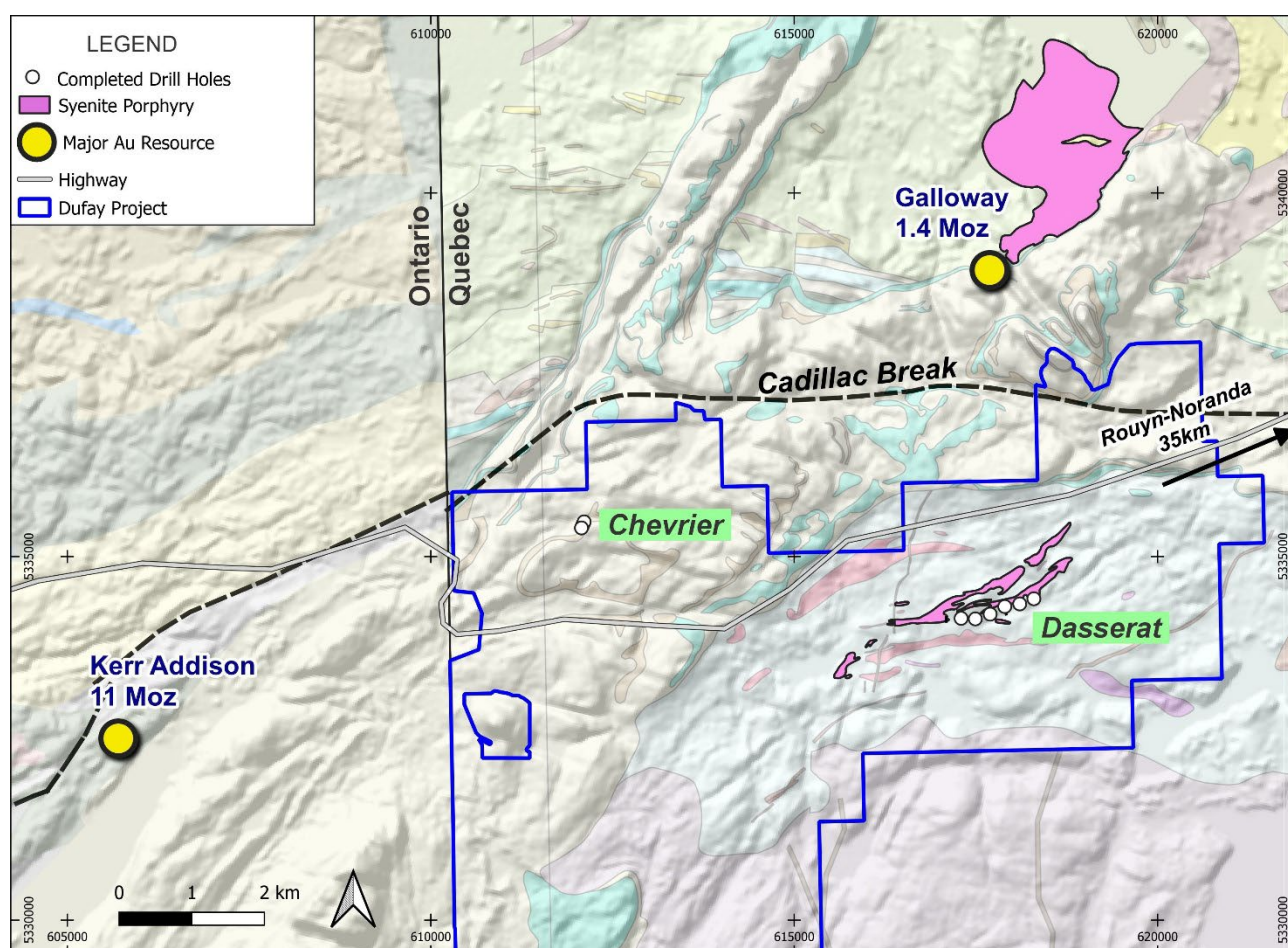 LEGEND
Completed Drill Holes
Syenite Porphyry
Major Au Resource
Highway
Dufay Project
610000
615000
620000
5340000
Ontario
Quebec
Galloway
1.4 Moz
Cadillac Break
Rouyn-Noranda
35km
Chevrier
5335000
5335000
Dasserat
Kerr Addison
11 Moz
0 1 2 km
5330000
5330000
605000
610000
615000
620000